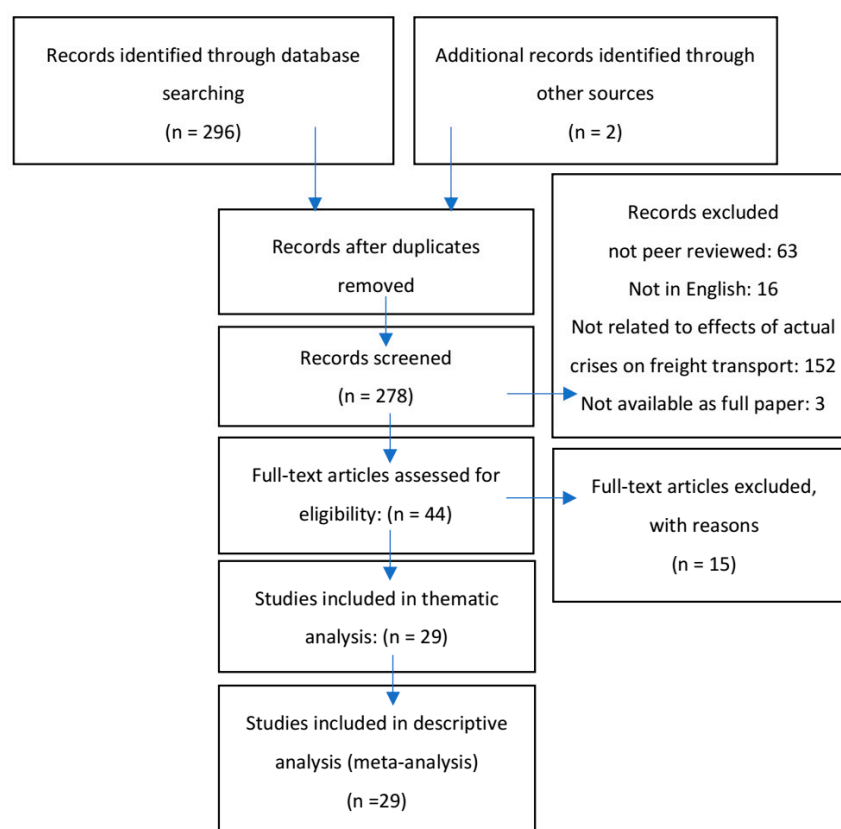 Records identified through database
searching
(n = 296)
Additional records identified through
other sources
(n = 2)
Records after duplicates
removed
Records screened
(n = 278)
Records excluded
not peer reviewed: 63
Not in English: 16
Not related to effects of actual
crises on freight transport: 152
Not available as full paper: 3
Full-text articles assessed for
eligibility: (n = 44)
Full-text articles excluded,
with reasons
(n = 15)
Studies included in thematic
analysis: (n = 29)
Studies included in descriptive
analysis (meta-analysis)
(n =29)